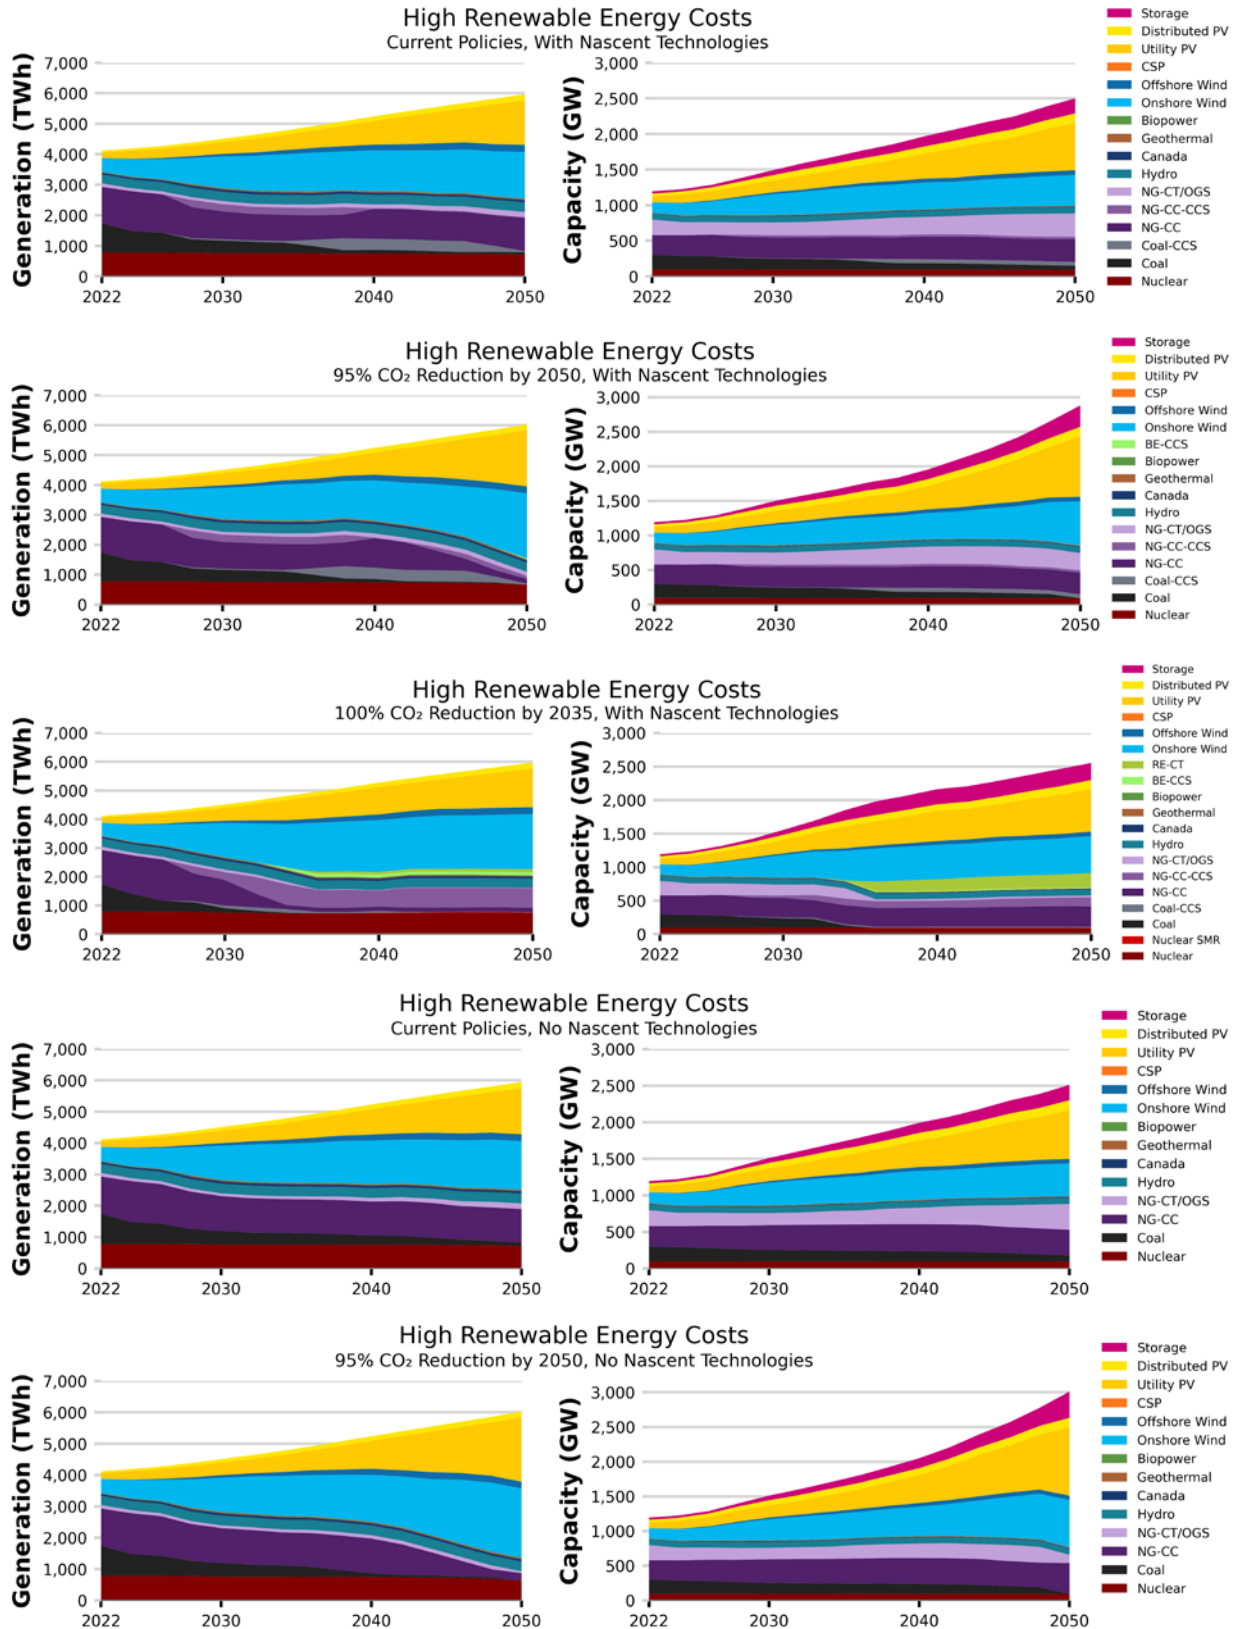 High Renewable Energy Costs
Current Policies, With Nascent Technologies
Generation (TWh)
7,000
6,000
5,000
4,000
3,000
2,000
1,000
0
2022 2030 2040 2050
Capacity (GW)
3,000
2,500
2,000
1,500
1,000
500
0
2022 2030 2040 2050
Storage
Distributed PV
Utility PV
CSP
Offshore Wind
Onshore Wind
Biopower
Geothermal
Canada
Hydro
NG-CT/OGS
NG-CC-CCS
NG-CC
Coal-CCS
Coal
Nuclear
High Renewable Energy Costs
95% CO₂ Reduction by 2050, With Nascent Technologies
Generation (TWh)
7,000
6,000
5,000
4,000
3,000
2,000
1,000
0
2022 2030 2040 2050
Capacity (GW)
3,000
2,500
2,000
1,500
1,000
500
0
2022 2030 2040 2050
Storage
Distributed PV
Utility PV
CSP
Offshore Wind
Onshore Wind
BE-CCS
Biopower
Geothermal
Canada
Hydro
NG-CT/OGS
NG-CC-CCS
NG-CC
Coal-CCS
Coal
Nuclear
High Renewable Energy Costs
100% CO₂ Reduction by 2035, With Nascent Technologies
Generation (TWh)
7,000
6,000
5,000
4,000
3,000
2,000
1,000
0
2022 2030 2040 2050
Capacity (GW)
3,000
2,500
2,000
1,500
1,000
500
0
2022 2030 2040 2050
Storage
Distributed PV
Utility PV
CSP
Offshore Wind
Onshore Wind
RE-CT
BE-CCS
Biopower
Geothermal
Canada
Hydro
NG-CT/OGS
NG-CC-CCS
NG-CC
Coal-CCS
Coal
Nuclear SMR
Nuclear
High Renewable Energy Costs
Current Policies, No Nascent Technologies
Generation (TWh)
7,000
6,000
5,000
4,000
3,000
2,000
1,000
0
2022 2030 2040 2050
Capacity (GW)
3,000
2,500
2,000
1,500
1,000
500
0
2022 2030 2040 2050
Storage
Distributed PV
Utility PV
CSP
Offshore Wind
Onshore Wind
Biopower
Geothermal
Canada
Hydro
NG-CT/OGS
NG-CC
Coal
Nuclear
High Renewable Energy Costs
95% CO₂ Reduction by 2050, No Nascent Technologies
Generation (TWh)
7,000
6,000
5,000
4,000
3,000
2,000
1,000
0
2022 2030 2040 2050
Capacity (GW)
3,000
2,500
2,000
1,500
1,000
500
0
2022 2030 2040 2050
Storage
Distributed PV
Utility PV
CSP
Offshore Wind
Onshore Wind
Biopower
Geothermal
Canada
Hydro
NG-CT/OGS
NG-CC
Coal
Nuclear